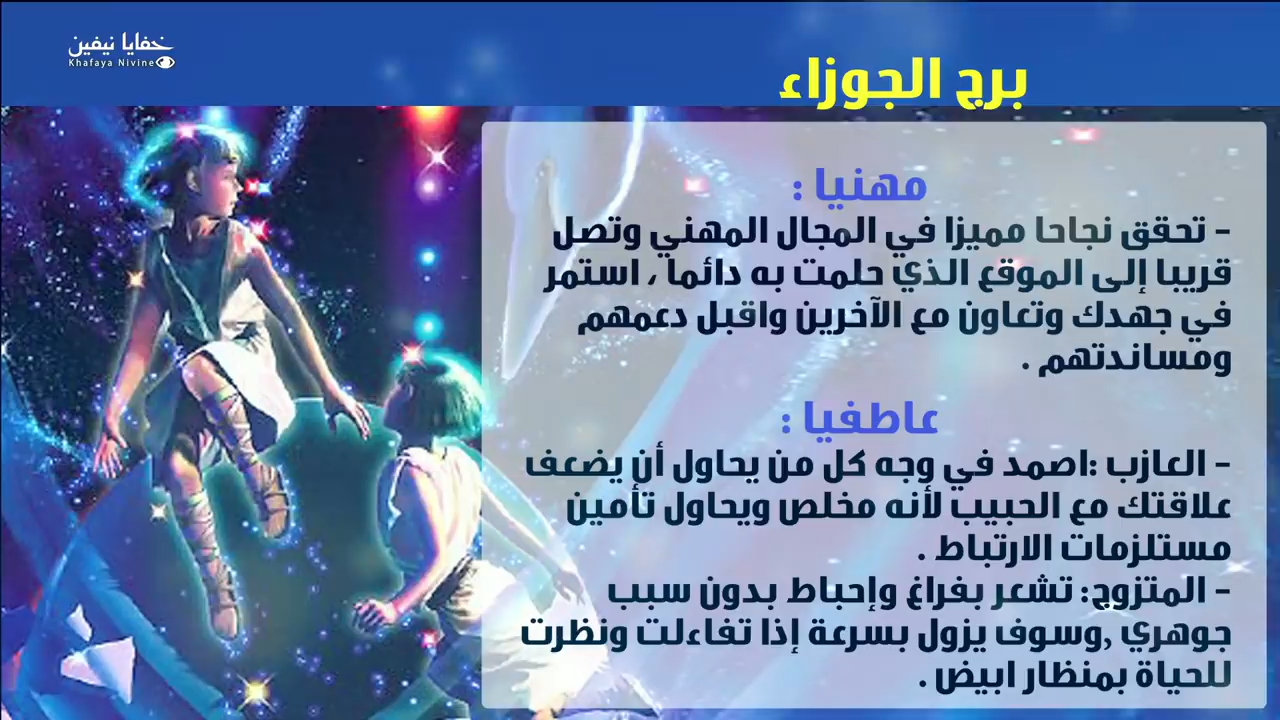 خفايا نيفين
Khafaya Nivine
برج الجوزاء
مهنيا :
- تحقق نجاحا مميزا في المجال المهني وتصل
قريبا إلى الموقع الذي حلمت به دائما ، استمر
في جهدك وتعاون مع الآخرين واقبل دعمهم
ومساندتهم .
عاطفيا :
- العازب :اصمد في وجه كل من يحاول أن يضعف
علاقتك مع الحبيب لأنه مخلص ويحاول تأمين
مستلزمات الارتباط .
- المتزوج: تشعر بفراغ وإحباط بدون سبب
جوهري ,وسوف يزول بسرعة إذا تفاءلت ونظرت
للحياة بمنظار ابيض .